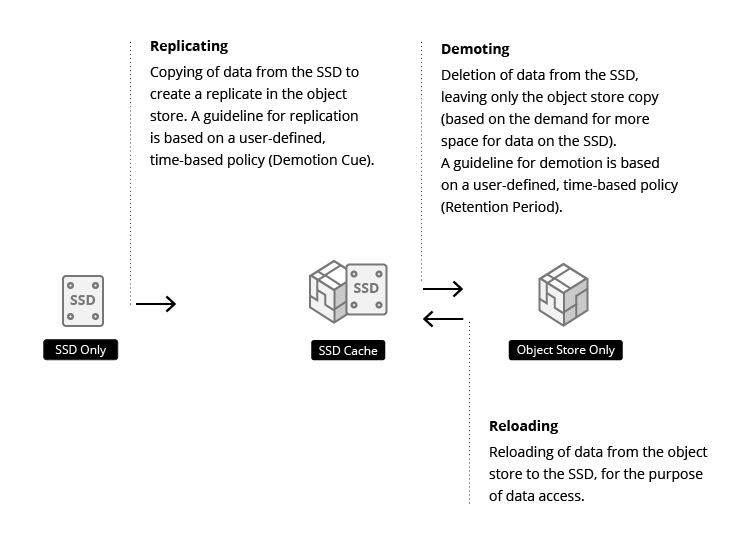 Replicating
Copying of data from the SSD to
create a replicate in the object
store. A guideline for replication
is based on a user-defined,
time-based policy (Demotion Cue).
Demoting
Deletion of data from the SSD,
leaving only the object store copy
(based on the demand for more
space for data on the SSD).
A guideline for demotion is based
on a user-defined, time-based policy
(Retention Period).
SSD
SSD Only
SSD
SSD Cache
Object Store Only
Reloading
Reloading of data from the object
store to the SSD, for the purpose
of data access.